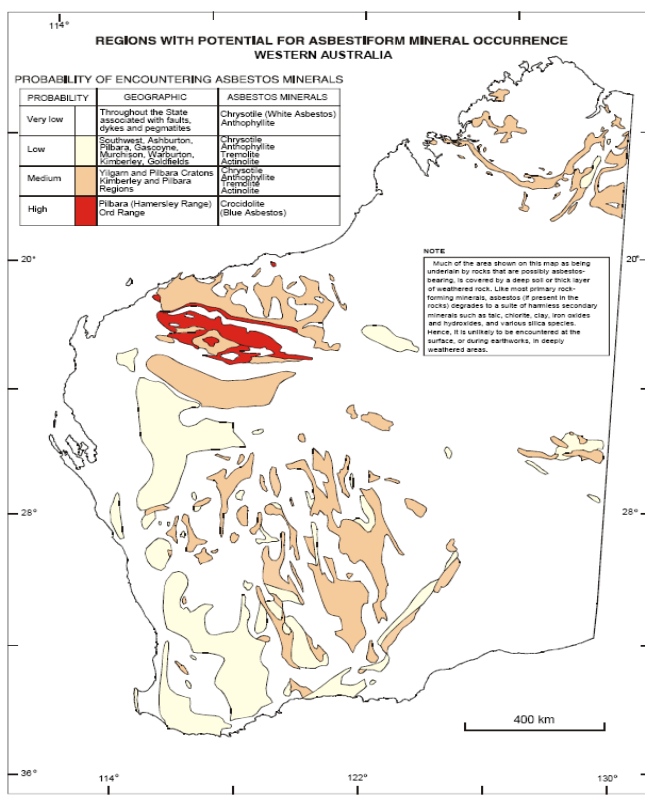 114°
REGIONS WITH POTENTIAL FOR ASBESTIFORM MINERAL OCCURRENCE
WESTERN AUSTRALIA
PROBABILITY OF ENCOUNTERING ASBESTOS MINERALS
PROBABILITY GEOGRAPHIC ASBESTOS MINERALS
Very low
Throughout the State
associated with faults,
dykes and pegmatites
Chrysotile (White Asbestos)
Anthophyllite
Low
Southwest, Ashburton,
Pilbara, Gascoyne,
Murchison, Warburton,
Kimberley, Goldfields
Chrysotile
Anthophyllite
Tremolite
Actinolite
Medium
Yilgarn and Pilbara Cratons
Kimberley and Pilbara
Regions
Chrysotile
Anthophyllite
Tremolite
Actinolite
High
Pilbara (Hamersley Range)
Ord Range
Crocidolite
(Blue Asbestos)
20°
20°
NOTE
Much of the area shown on this map as being
underlain by rocks that are possibly asbestos-
bearing, is covered by a deep soil or thick layer
of weathered rock. Like most primary rock-
forming minerals, asbestos (if present in the
rocks) degrades to a suite of harmless secondary
minerals such as talc, chlorite, clay, iron oxides
and hydroxides, and various silica species.
Hence, it is unlikely to be encountered at the
surface, or during earthworks, in deeply
weathered areas.
28°
28°
400 km
36°
114°
122°
130°